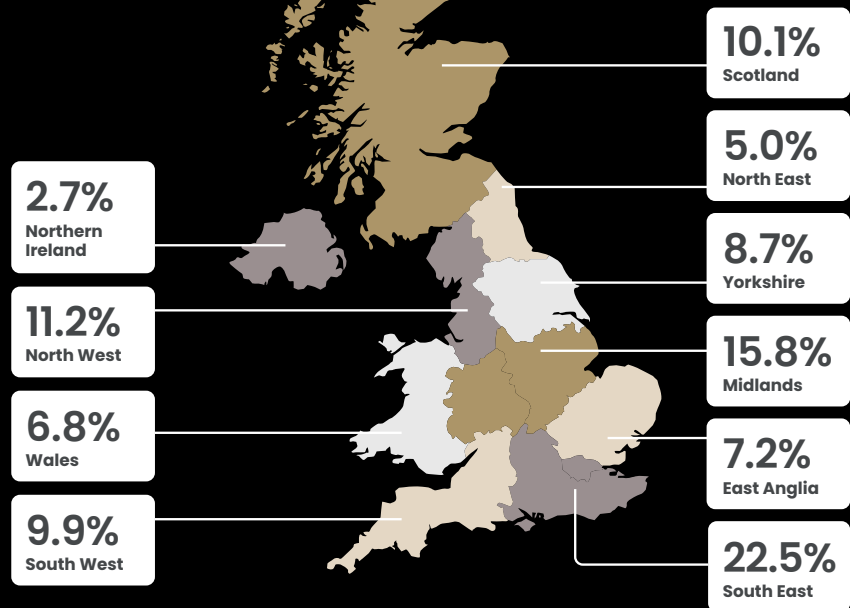 2.7%
Northern
Ireland
11.2%
North West
6.8%
Wales
9.9%
South West
10.1%
Scotland
5.0%
North East
8.7%
Yorkshire
15.8%
Midlands
7.2%
East Anglia
22.5%
South East